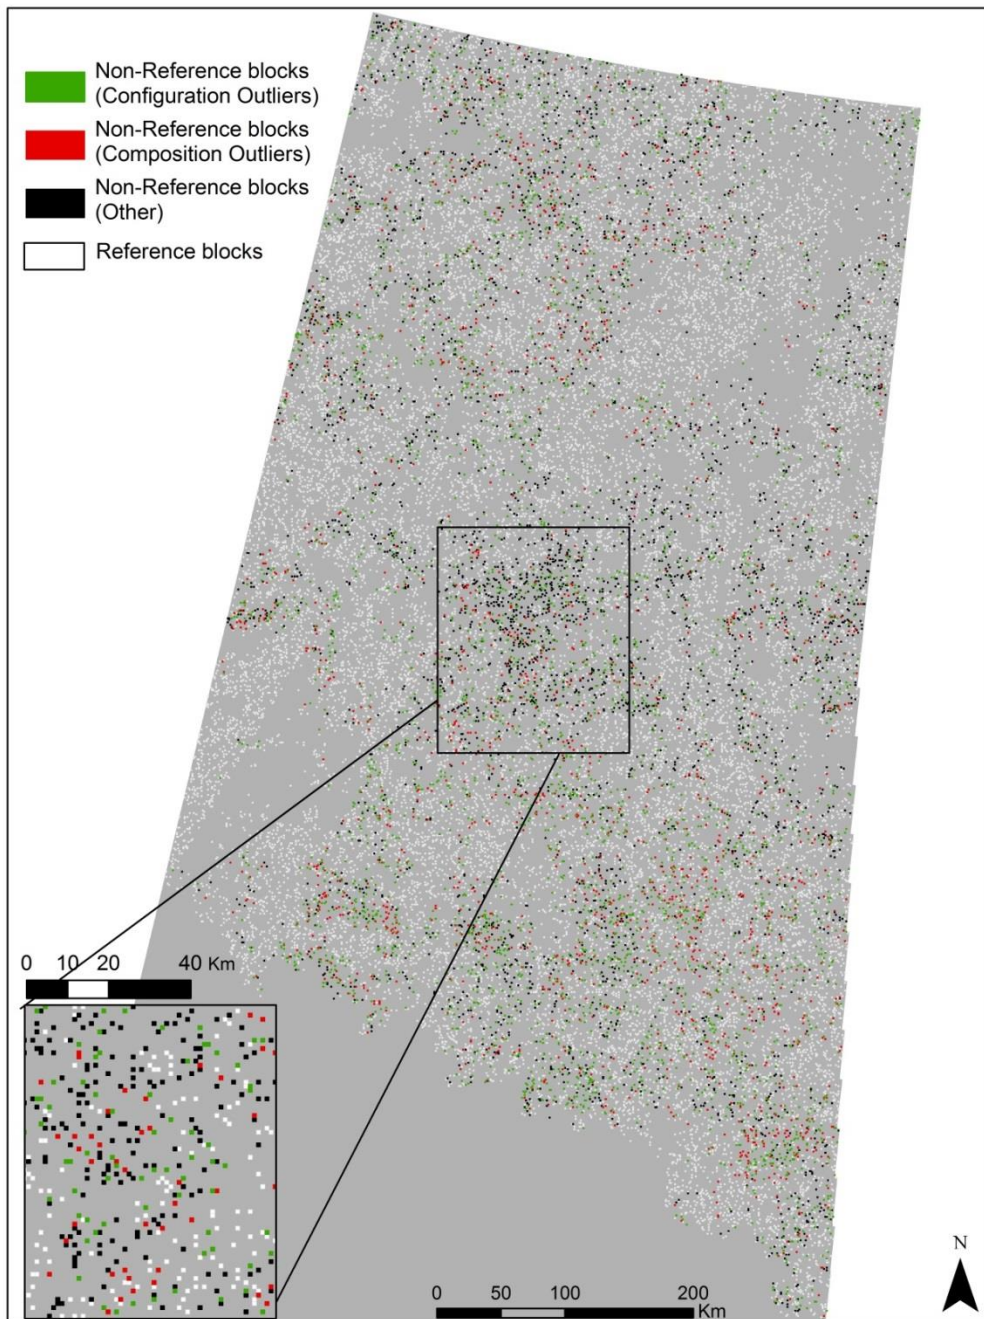 Non-Reference blocks
(Configuration Outliers)
Non-Reference blocks
(Composition Outliers)
Non-Reference blocks
(Other)
Reference blocks
0 10 20 40 Km
N
0 50 100 200
Km